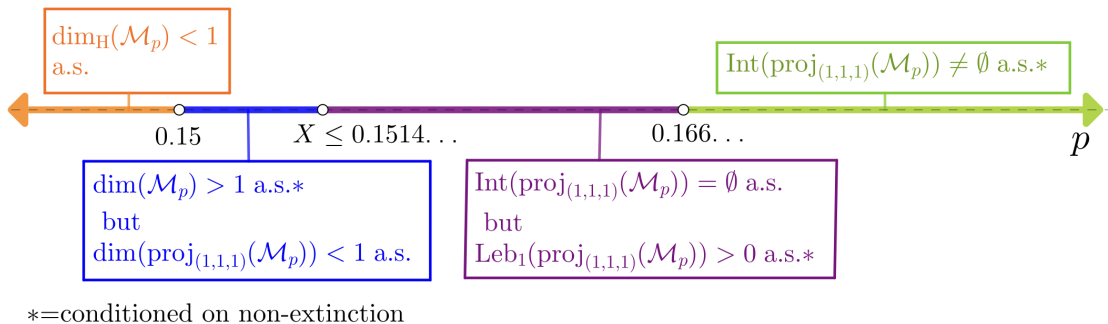 dim_H(ℳ_p) < 1
a.s.
Int(proj_(1,1,1)(ℳ_p)) ≠ ∅ a.s.*
0.15
X ≤ 0.1514...
0.166...
p
dim(ℳ_p) > 1 a.s.*
but
dim(proj_(1,1,1)(ℳ_p)) < 1 a.s.
Int(proj_(1,1,1)(ℳ_p)) = ∅ a.s.
but
Leb_1(proj_(1,1,1)(ℳ_p)) > 0 a.s.*
*=conditioned on non-extinction